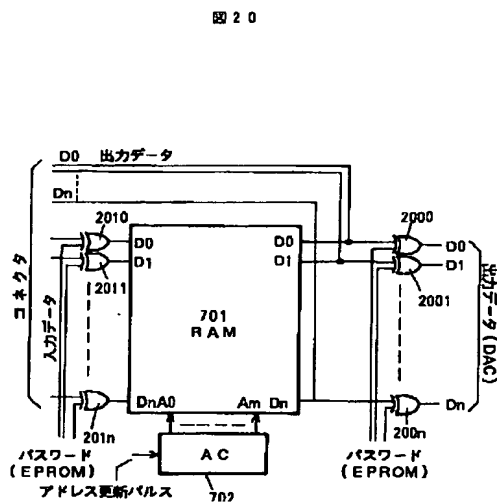 図20
D0 出力データ
Dn
コネクタ
入力データ
2010
2011
201n
D0
D1
DnA0
701
RAM
D0
D1
Am Dn
2000
2001
200n
D0
D1
Dn
出力データ(DAC)
パスワード
(EPROM)
アドレス更新パルス
AC
702
パスワード
(EPROM)